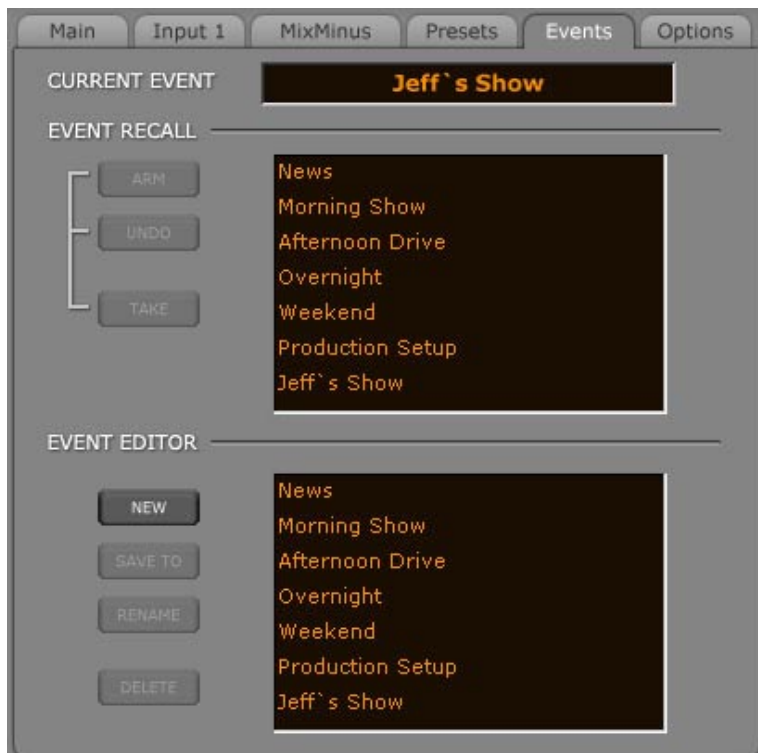 Main Input 1 MixMinus Presets Events Options
CURRENT EVENT Jeff`s Show
EVENT RECALL
ARM
UNDO
TAKE
News
Morning Show
Afternoon Drive
Overnight
Weekend
Production Setup
Jeff`s Show
EVENT EDITOR
NEW
SAVE TO
RENAME
DELETE
News
Morning Show
Afternoon Drive
Overnight
Weekend
Production Setup
Jeff`s Show